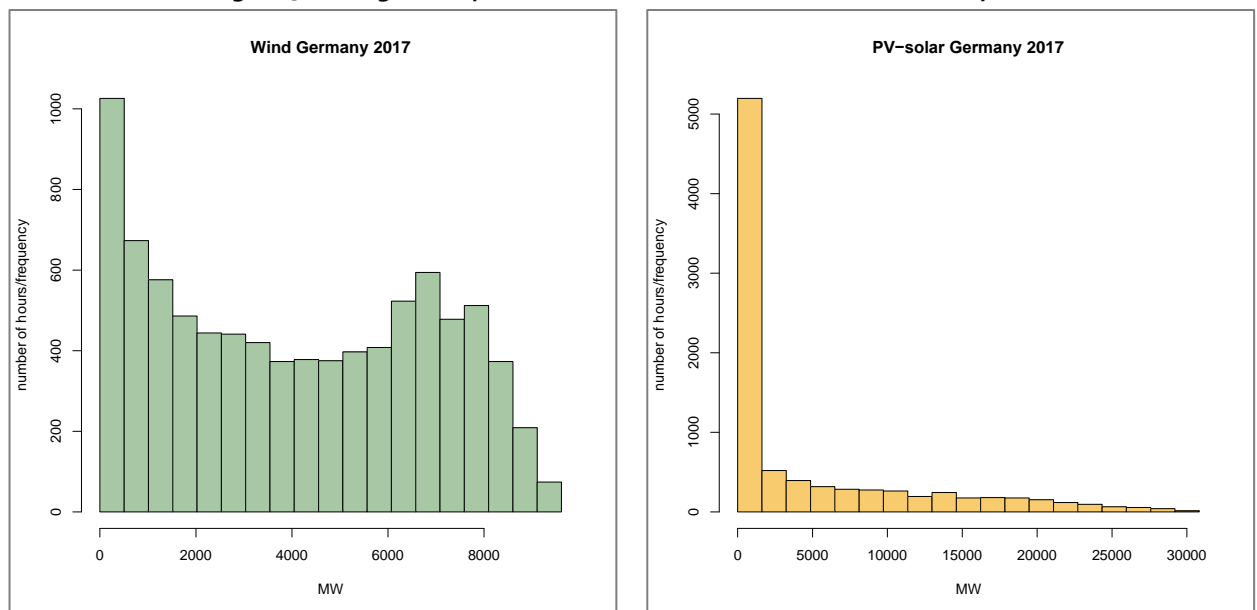 Wind Germany 2017
number of hours/frequency
0 200 400 600 800 1000
0 2000 4000 6000 8000
MW
PV−solar Germany 2017
number of hours/frequency
0 1000 2000 3000 4000 5000
0 5000 10000 15000 20000 25000 30000
MW